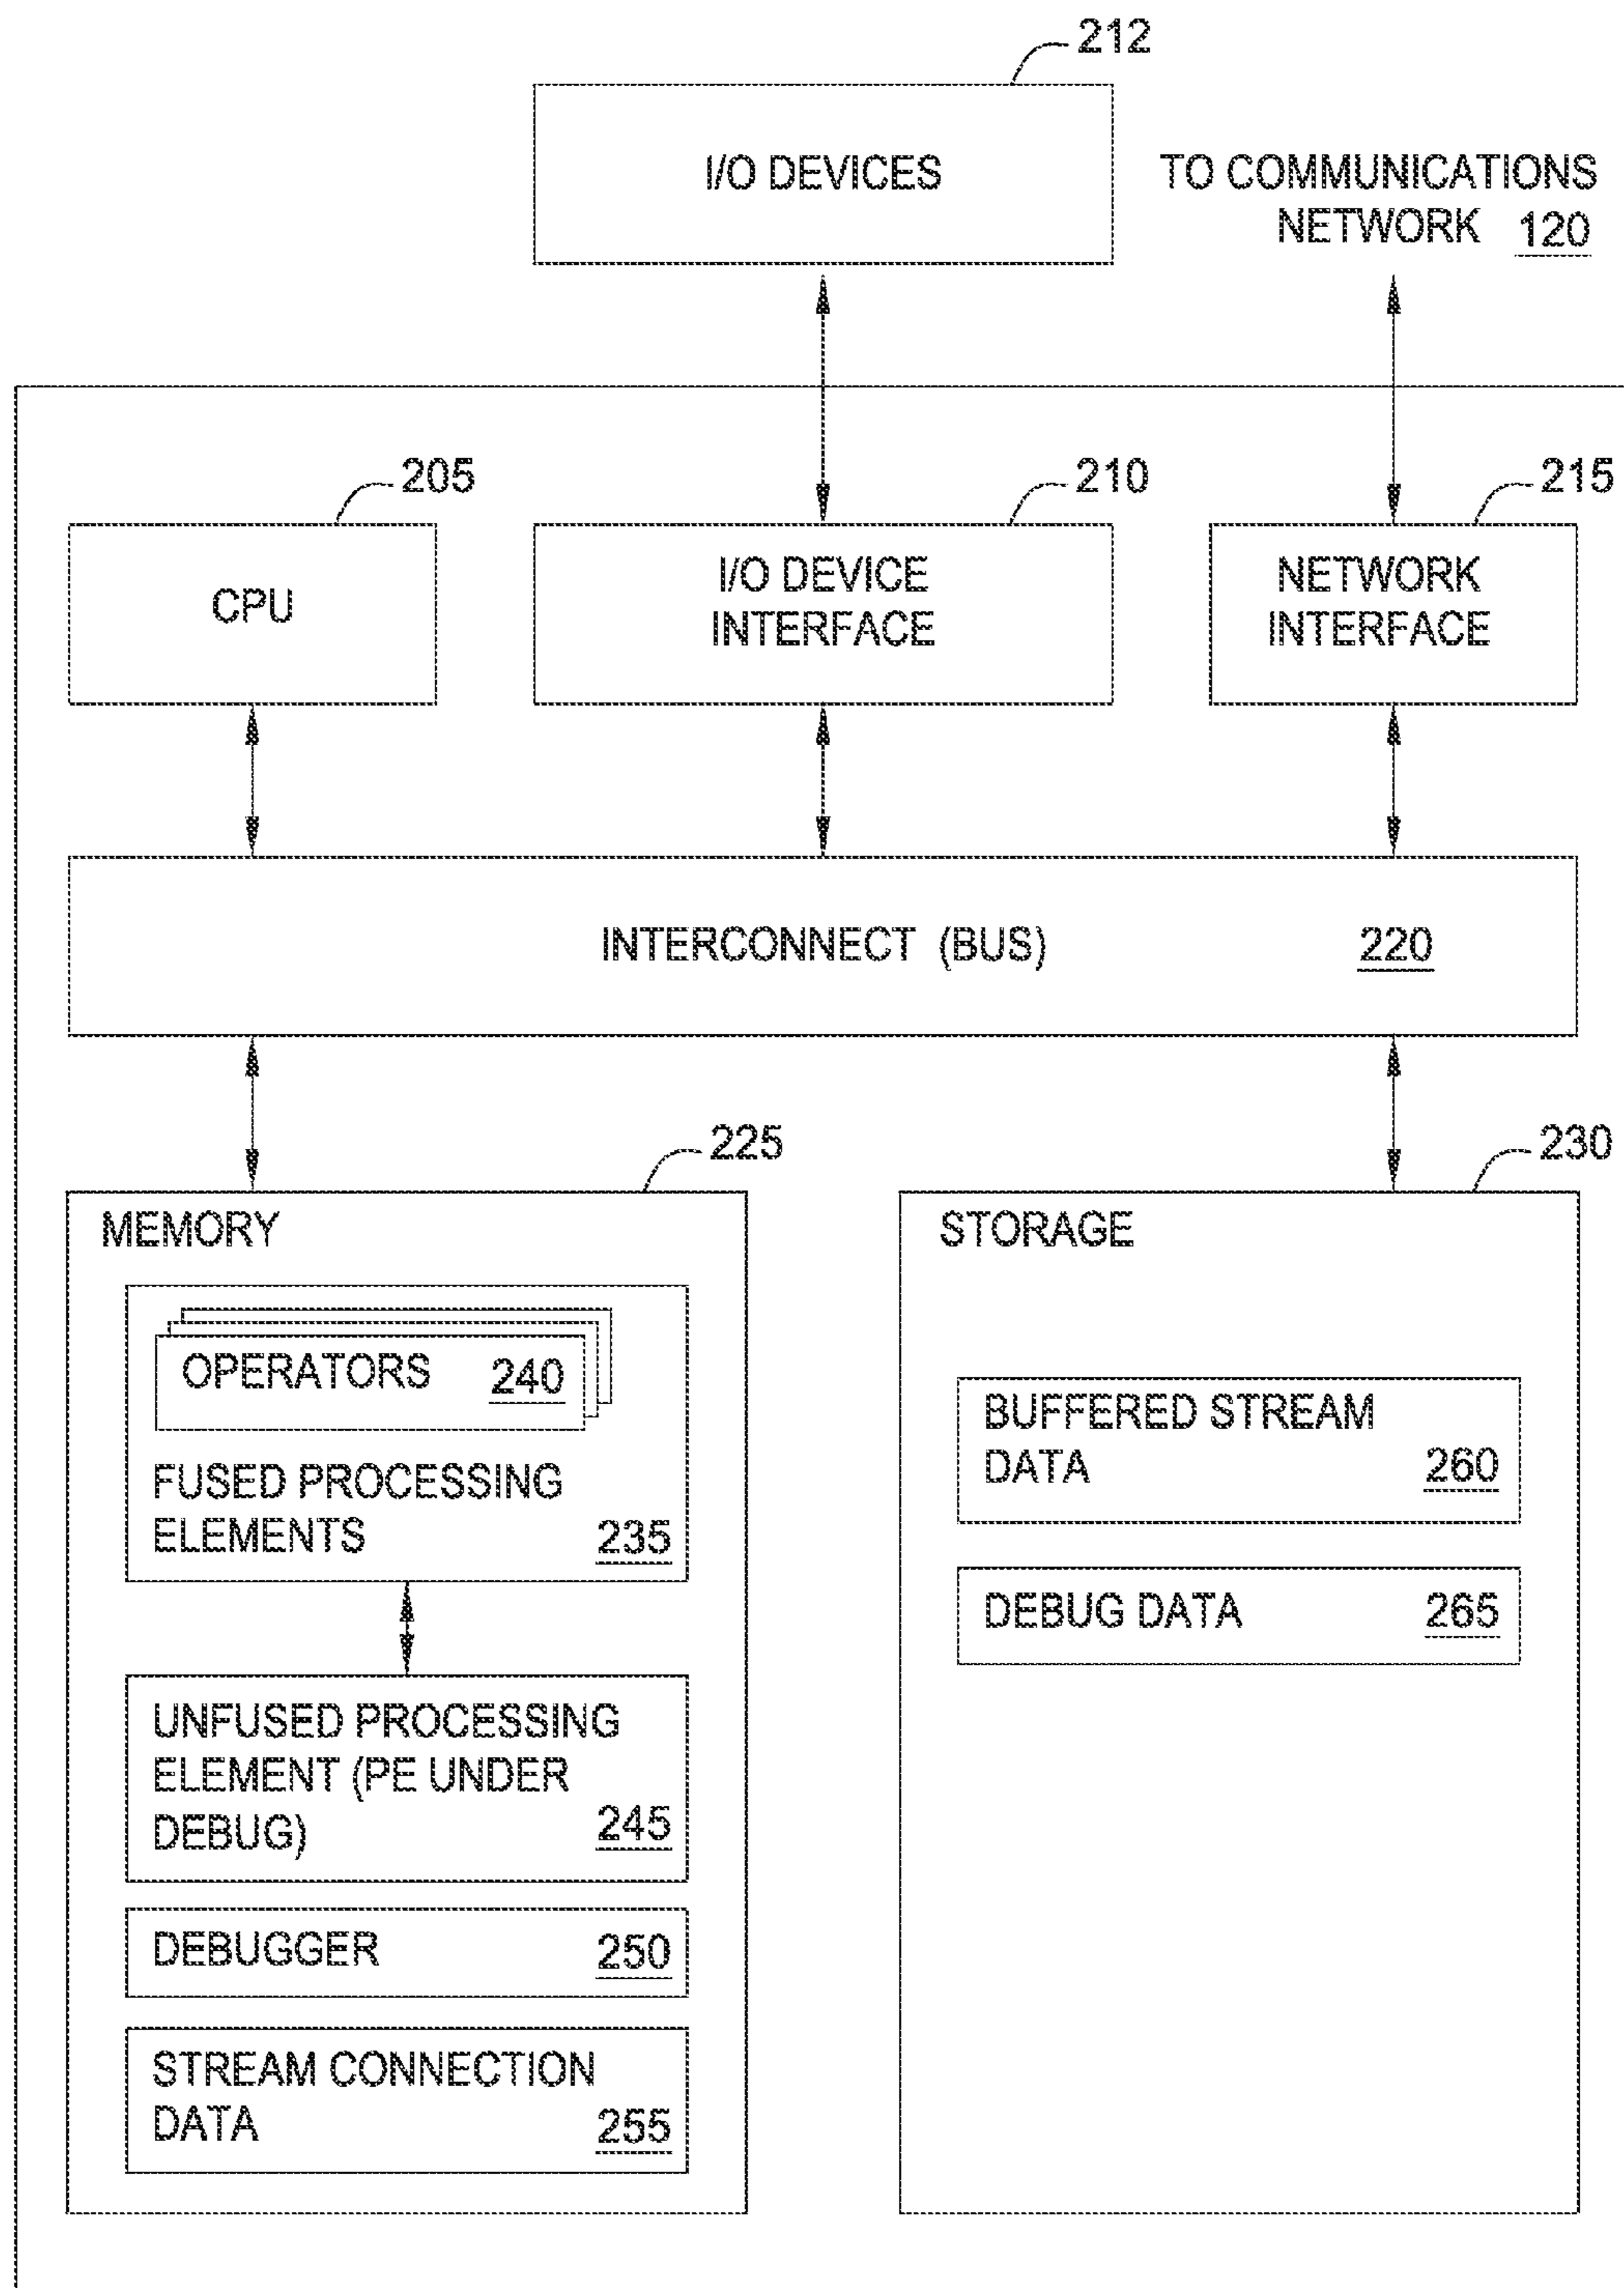 212
I/O DEVICES
TO COMMUNICATIONS
NETWORK 120
205
210
215
CPU
I/O DEVICE
INTERFACE
NETWORK
INTERFACE
INTERCONNECT (BUS) 220
225
230
MEMORY
OPERATORS 240
FUSED PROCESSING
ELEMENTS 235
UNFUSED PROCESSING
ELEMENT (PE UNDER
DEBUG) 245
DEBUGGER 250
STREAM CONNECTION
DATA 255
STORAGE
BUFFERED STREAM
DATA 260
DEBUG DATA 265